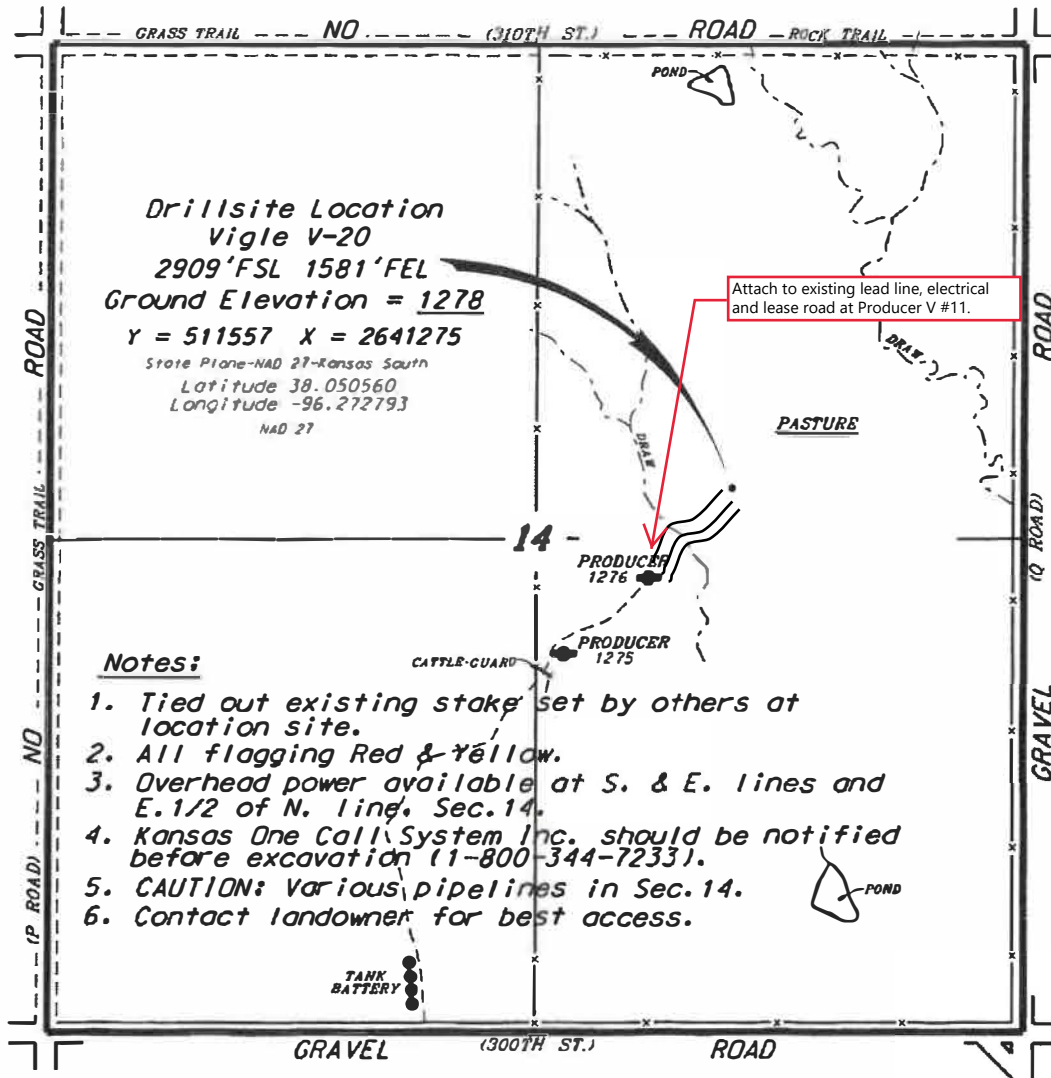 GRASS TRAIL NO (310TH ST.) ROAD ROCK TRAIL
POND
Drillsite Location
Vigle V-20
2909'FSL 1581'FEL
Ground Elevation = 1278
Y = 511557 X = 2641275
State Plane-NAD 27-Kansas South
Latitude 38.050560
Longitude -96.272793
NAD 27
Attach to existing lead line, electrical
and lease road at Producer V #11.
ROAD
GRASS TRAIL
NO
(P ROAD)
ROAD
(Q ROAD)
GRAVEL
DRAW
PASTURE
DRAW
14
PRODUCER
1276
PRODUCER
1275
CATTLE-GUARD
Notes:
1. Tied out existing stake set by others at
location site.
2. All flagging Red & Yellow.
3. Overhead power available at S. & E. lines and
E.1/2 of N. line, Sec.14.
4. Kansas One Call System Inc. should be notified
before excavation (1-800-344-7233).
5. CAUTION: Various pipelines in Sec.14.
6. Contact landowner for best access.
POND
TANK
BATTERY
GRAVEL (300TH ST.) ROAD